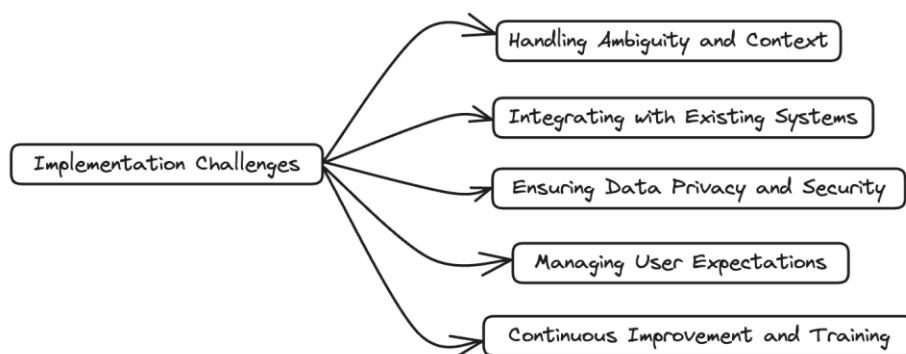 Handling Ambiguity and Context
Integrating with Existing Systems
Implementation Challenges
Ensuring Data Privacy and Security
Managing User Expectations
Continuous Improvement and Training